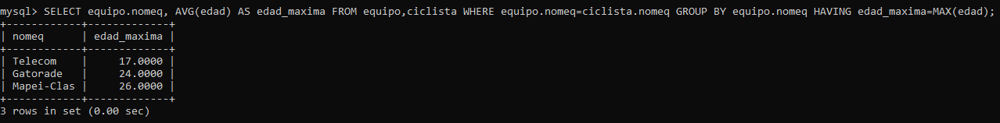 mysql> SELECT equipo.nomeq, AVG(edad) AS edad_maxima FROM equipo,ciclista WHERE equipo.nomeq=ciclista.nomeq GROUP BY equipo.nomeq HAVING edad_maxima=MAX(edad);
+------------+-------------+
| nomeq      | edad_maxima |
+------------+-------------+
| Telecom    |     17.0000 |
| Gatorade   |     24.0000 |
| Mapei-Clas |     26.0000 |
+------------+-------------+
3 rows in set (0.00 sec)